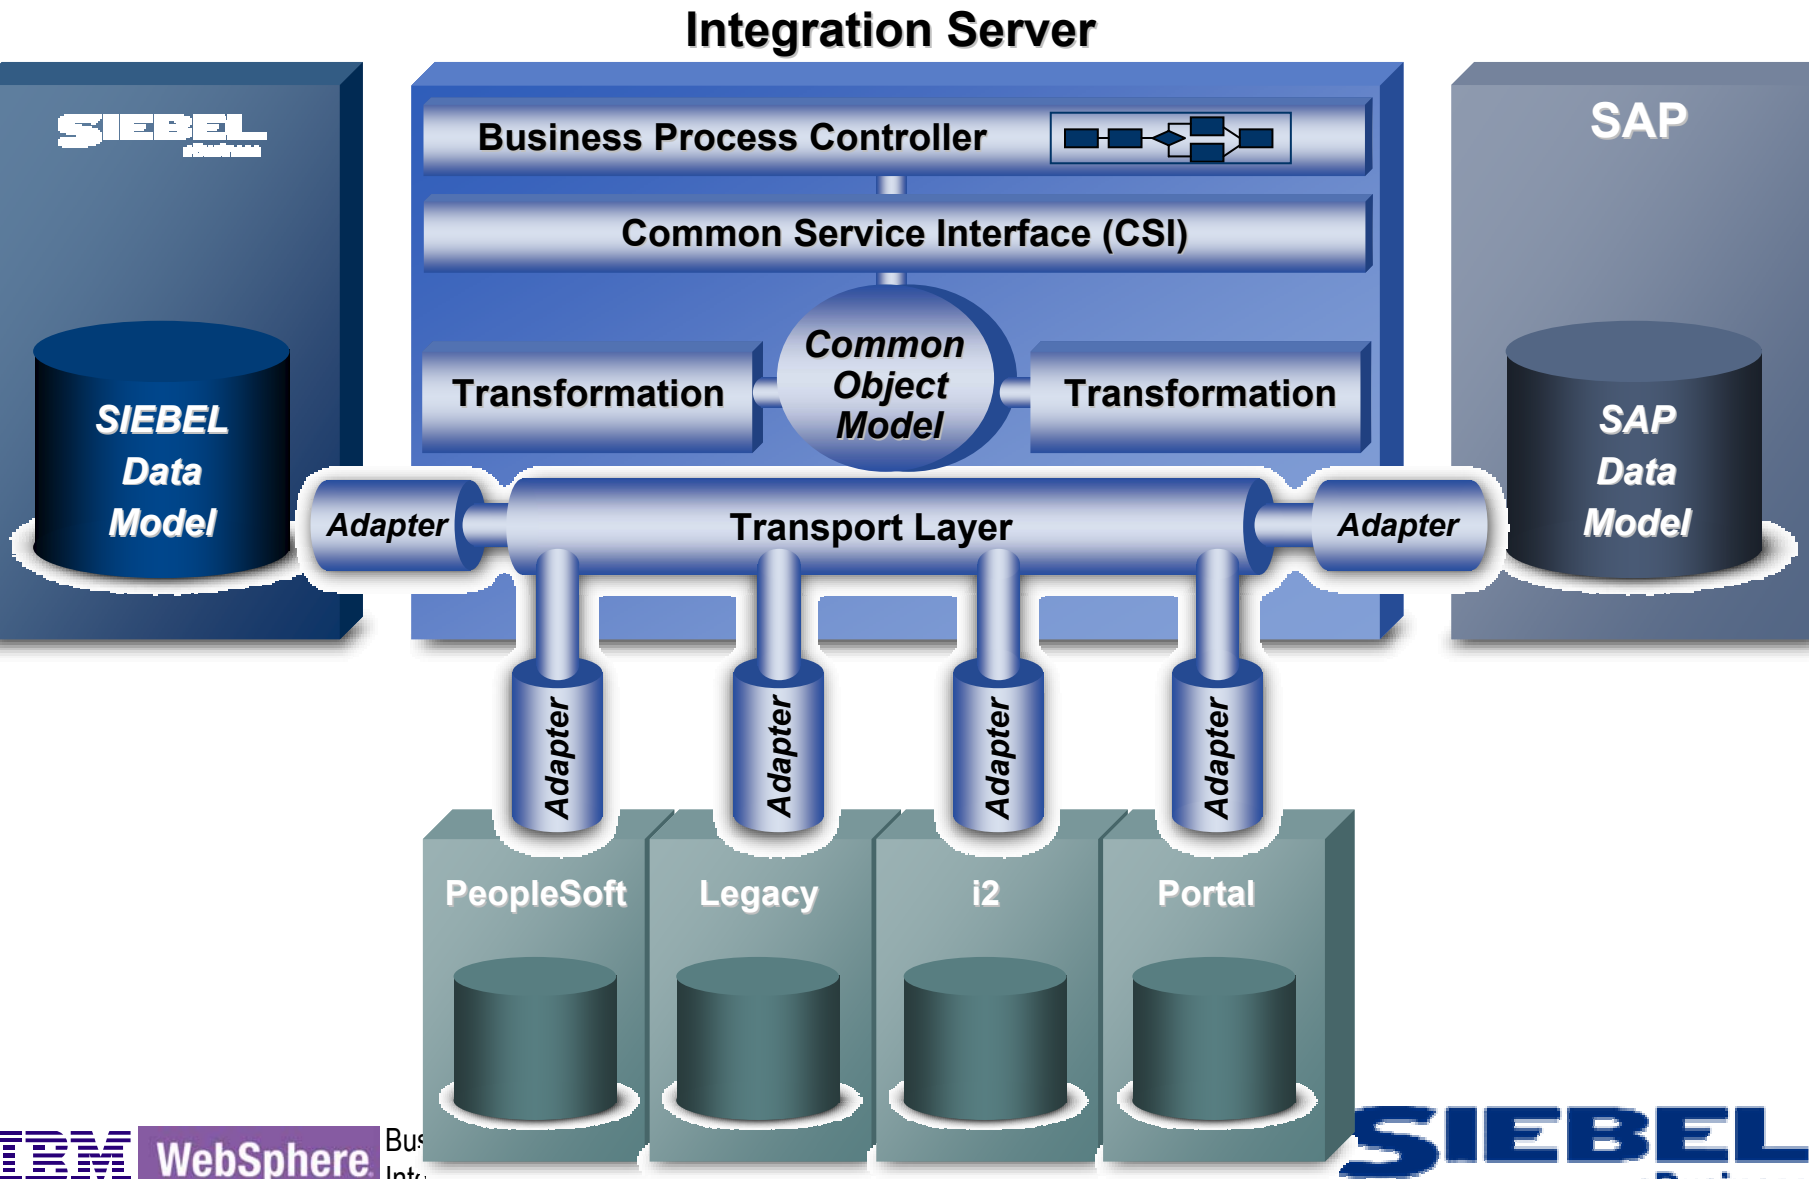 Integration Server
SIEBEL
eBusiness
Business Process Controller
SAP
Common Service Interface (CSI)
Common
Object
Model
Transformation
Transformation
SIEBEL
Data
Model
SAP
Data
Model
Adapter
Transport Layer
Adapter
Adapter
Adapter
Adapter
Adapter
PeopleSoft
Legacy
i2
Portal
IBM
WebSphere
SIEBEL